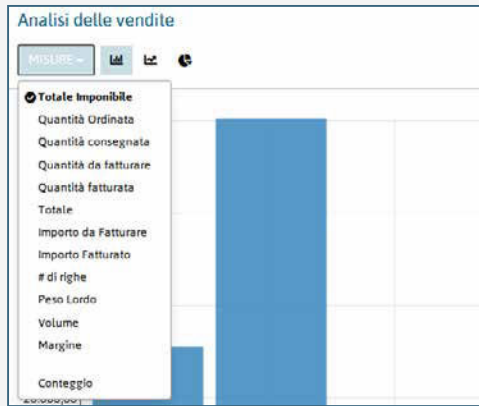 Analisi delle vendite
MISURE
Totale Imponibile
Quantità Ordinata
Quantità consegnata
Quantità da fatturare
Quantità fatturata
Totale
Importo da Fatturare
Importo Fatturato
# di righe
Peso Lordo
Volume
Margine
Conteggio